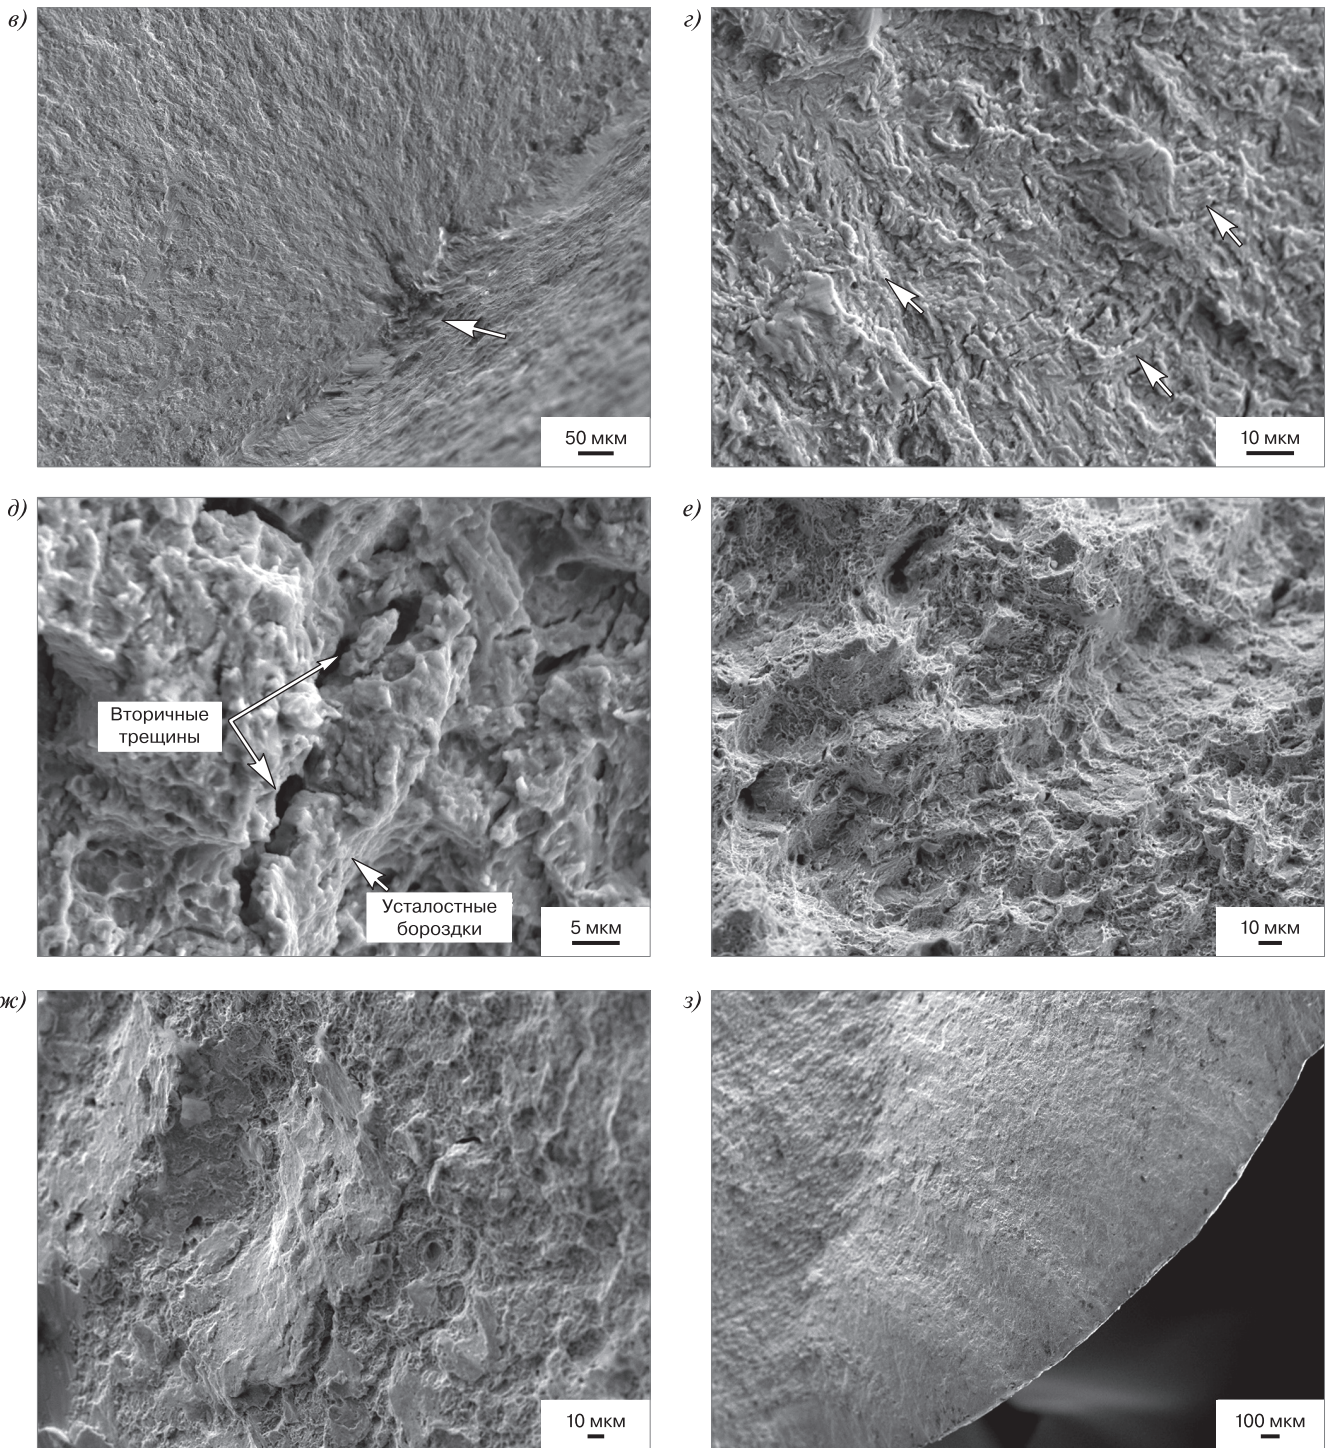 в)
г)
50 мкм
10 мкм
д)
е)
Вторичные
трещины
Усталостные
бороздки
5 мкм
10 мкм
ж)
з)
10 мкм
100 мкм